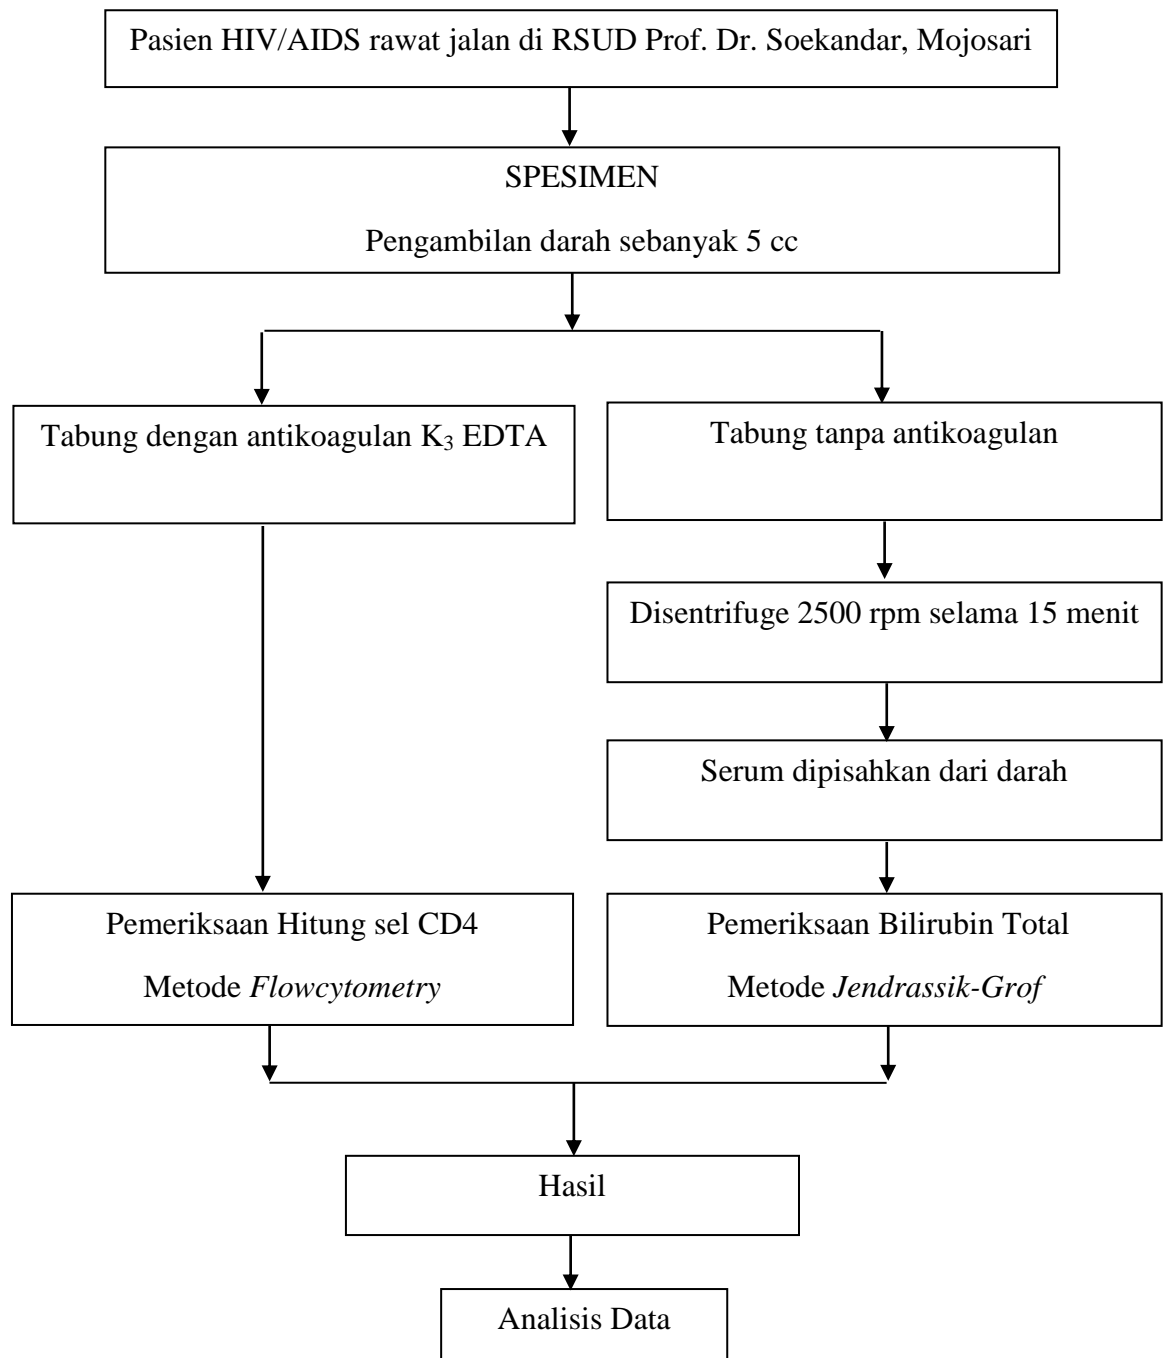 Pasien HIV/AIDS rawat jalan di RSUD Prof. Dr. Soekandar, Mojosari
SPESIMEN
Pengambilan darah sebanyak 5 cc
Tabung dengan antikoagulan K₃ EDTA
Tabung tanpa antikoagulan
Disentrifuge 2500 rpm selama 15 menit
Serum dipisahkan dari darah
Pemeriksaan Hitung sel CD4
Metode Flowcytometry
Pemeriksaan Bilirubin Total
Metode Jendrassik-Grof
Hasil
Analisis Data